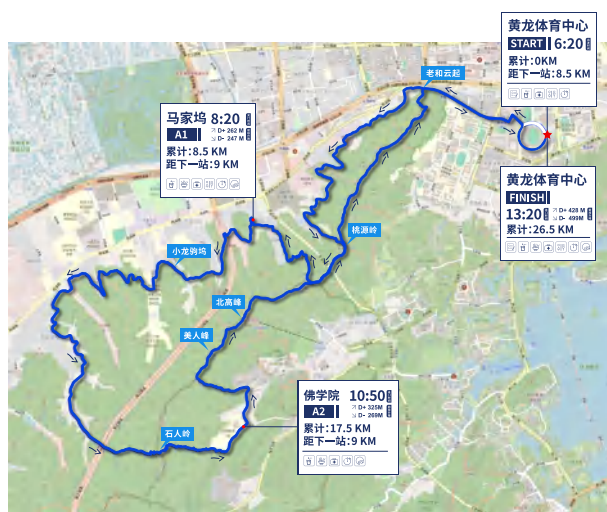 黄龙体育中心
START 6:20
累计:0KM
距下一站:8.5 KM
老和云起
马家坞 8:20
A1
D+ 262 M
D- 247 M
累计:8.5 KM
距下一站:9 KM
黄龙体育中心
FINISH
13:20
D+ 428 M
D- 499M
累计:26.5 KM
桃源岭
小龙驹坞
北高峰
美人峰
佛学院 10:50
A2
D+ 325M
D- 269M
累计:17.5 KM
距下一站:9 KM
石人岭